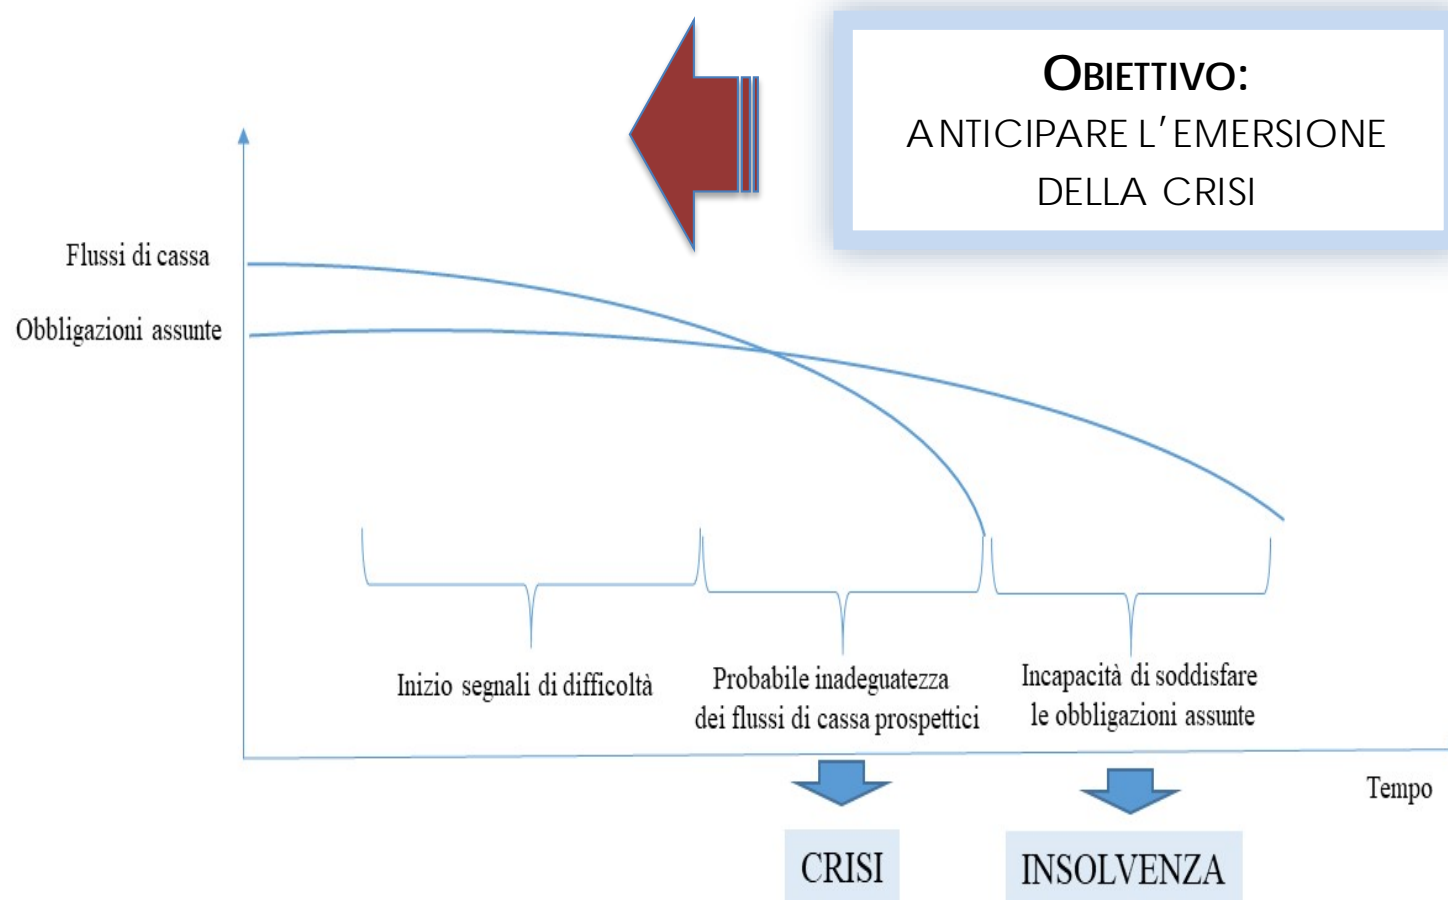 OBIETTIVO:
ANTICIPARE L'EMERSIONE
DELLA CRISI
Flussi di cassa
Obbligazioni assunte
Inizio segnali di difficoltà
Probabile inadeguatezza
dei flussi di cassa prospettici
Incapacità di soddisfare
le obbligazioni assunte
Tempo
CRISI
INSOLVENZA